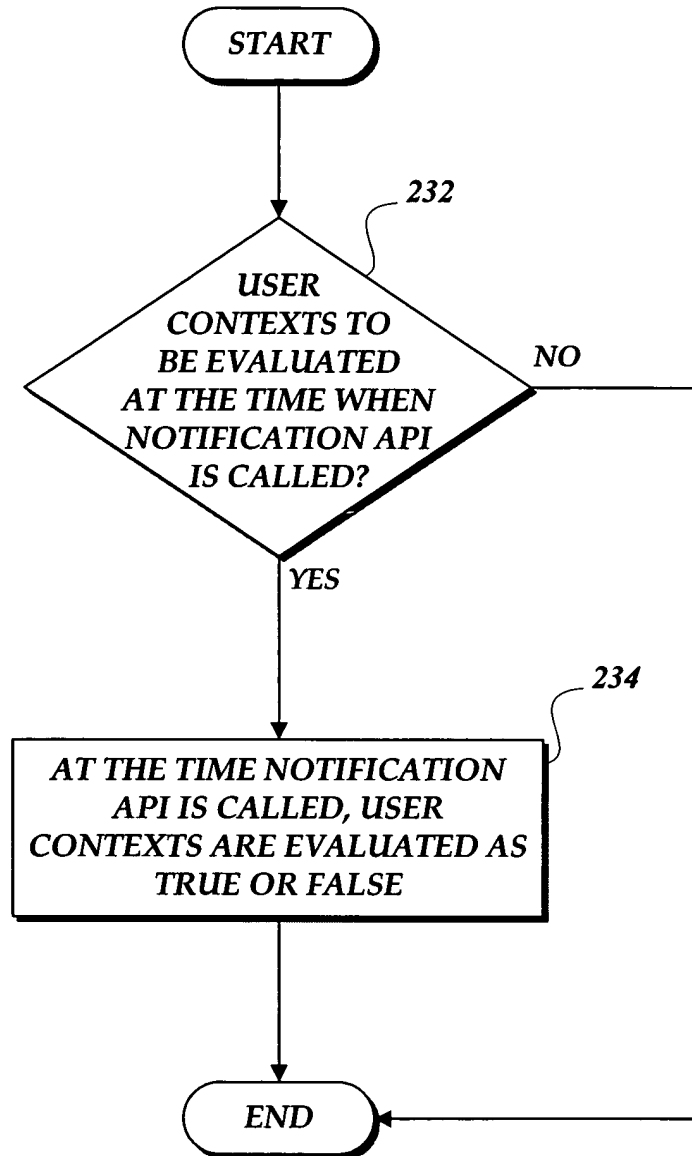 START
232
USER
CONTEXTS TO
BE EVALUATED
AT THE TIME WHEN
NOTIFICATION API
IS CALLED?
NO
YES
234
AT THE TIME NOTIFICATION
API IS CALLED, USER
CONTEXTS ARE EVALUATED AS
TRUE OR FALSE
END